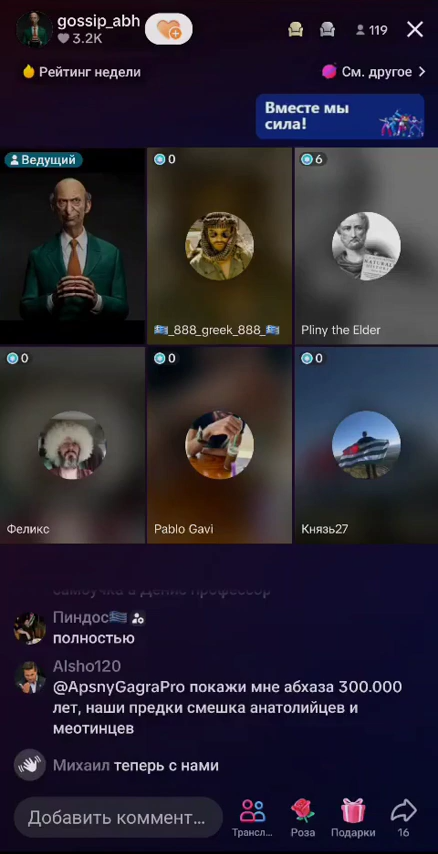 gossip_abh
3.2K
119
Рейтинг недели
См. другое
Вместе мы
сила!
Ведущий
0
6
🇬🇷_888_greek_888_🇬🇷
Pliny the Elder
0
0
0
Феликс
Pablo Gavi
Князь27
Пиндос🇬🇷
полностью
Alsho120
@ApsnyGagraPro покажи мне абхаза 300.000
лет, наши предки смешка анатолийцев и
меотинцев
Михаил теперь с нами
Добавить коммент...
Трансл...
Роза
Подарки
16